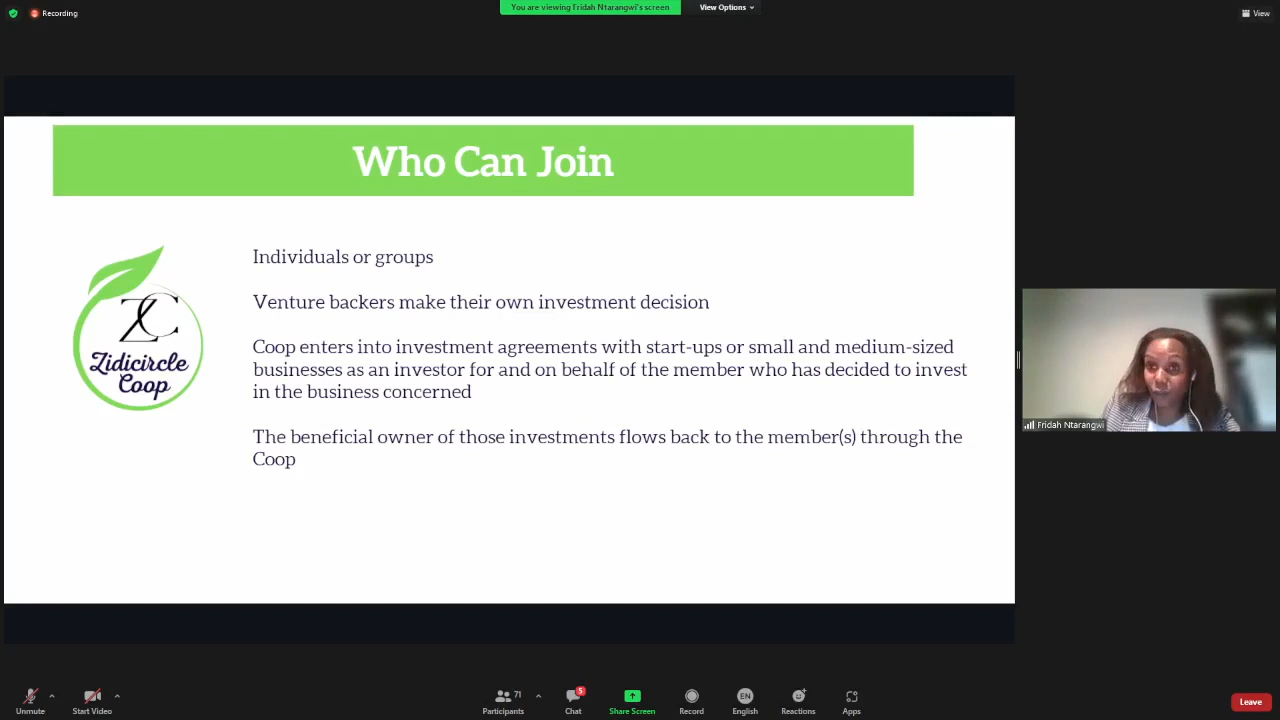 Recording
You are viewing Fridah Ntarangwi's screen
View Options
View
Who Can Join
ZC
Zidicircle
Coop
Individuals or groups
Venture backers make their own investment decision
Coop enters into investment agreements with start-ups or small and medium-sized
businesses as an investor for and on behalf of the member who has decided to invest
in the business concerned
The beneficial owner of those investments flows back to the member(s) through the
Coop
Fridah Ntarangwi
Unmute
Start Video
71
Participants
5
Chat
Share Screen
Record
EN
English
Reactions
Apps
Leave